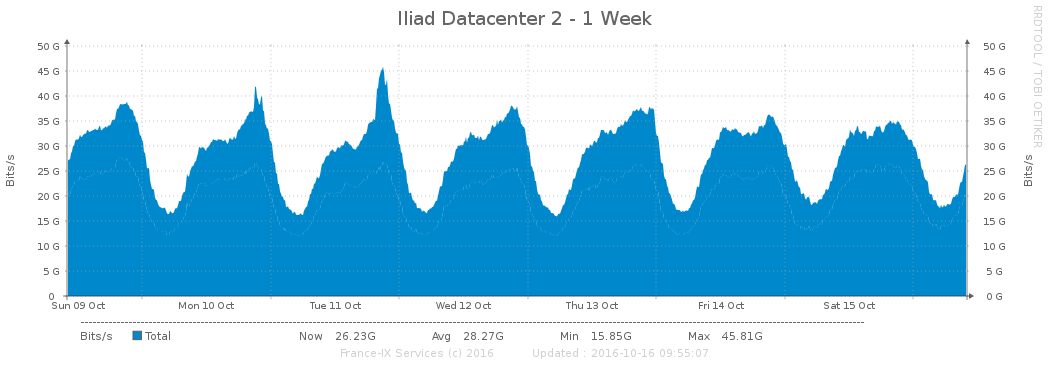 Iliad Datacenter 2 - 1 Week
RRDTOOL / TOBI OETIKER
50 G 50 G
45 G 45 G
40 G 40 G
35 G 35 G
30 G 30 G
25 G 25 G
20 G 20 G
15 G 15 G
10 G 10 G
5 G 5 G
0 0 G
Bits/s
Bits/s
Sun 09 Oct Mon 10 Oct Tue 11 Oct Wed 12 Oct Thu 13 Oct Fri 14 Oct Sat 15 Oct
Bits/s Total Now 26.23G Avg 28.27G Min 15.85G Max 45.81G
France-IX Services (c) 2016 Updated : 2016-10-16 09:55:07